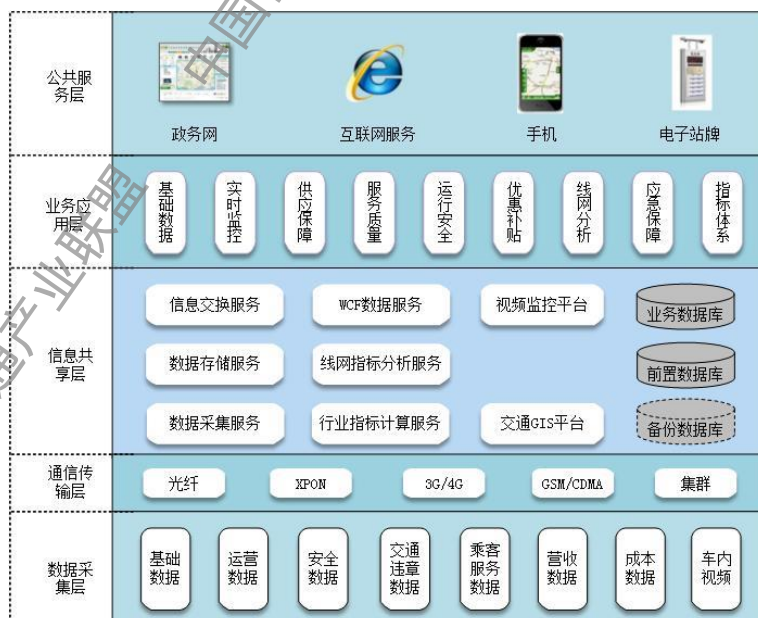 中国
通产业联盟
公共服
务层
政务网
互联网服务
手机
电子站牌
业务应
用层
基础数据
实时监控
供应保障
服务质量
运行安全
优惠补贴
线网分析
应急保障
指标体系
信息共
享层
信息交换服务
WCF数据服务
视频监控平台
业务数据库
数据存储服务
线网指标分析服务
前置数据库
数据采集服务
行业指标计算服务
交通GIS平台
备份数据库
通信传
输层
光纤
XPON
3G/4G
GSM/CDMA
集群
数据采
集层
基础
数据
运营
数据
安全
数据
交通
违章
数据
乘客
服务
数据
营收
数据
成本
数据
车内
视频